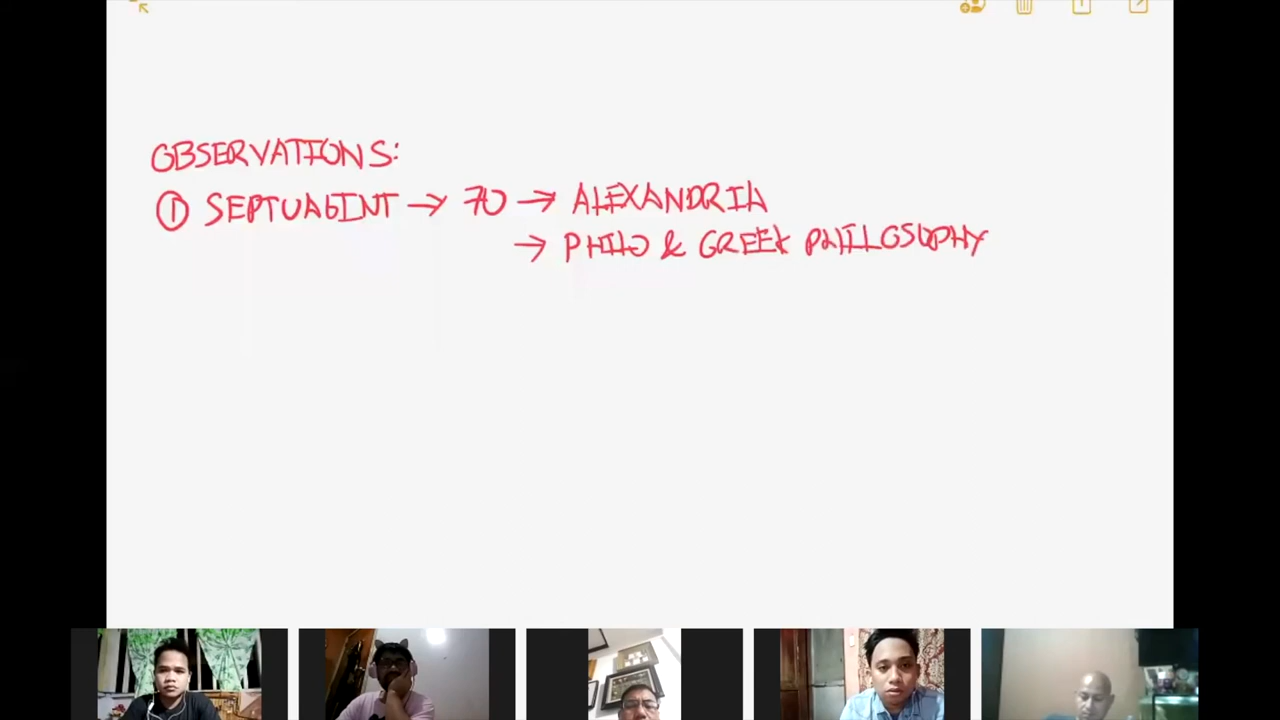 OBSERVATIONS:
① SEPTUAGINT → 70 → ALEXANDRIA
→ PHILO & GREEK PHILOSOPHY